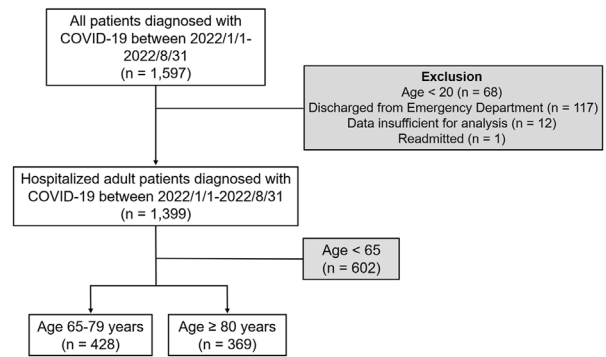 All patients diagnosed with
COVID-19 between 2022/1/1-
2022/8/31
(n = 1,597)
Exclusion
Age < 20 (n = 68)
Discharged from Emergency Department (n = 117)
Data insufficient for analysis (n = 12)
Readmitted (n = 1)
Hospitalized adult patients diagnosed with
COVID-19 between 2022/1/1-2022/8/31
(n = 1,399)
Age < 65
(n = 602)
Age 65-79 years
(n = 428)
Age ≥ 80 years
(n = 369)